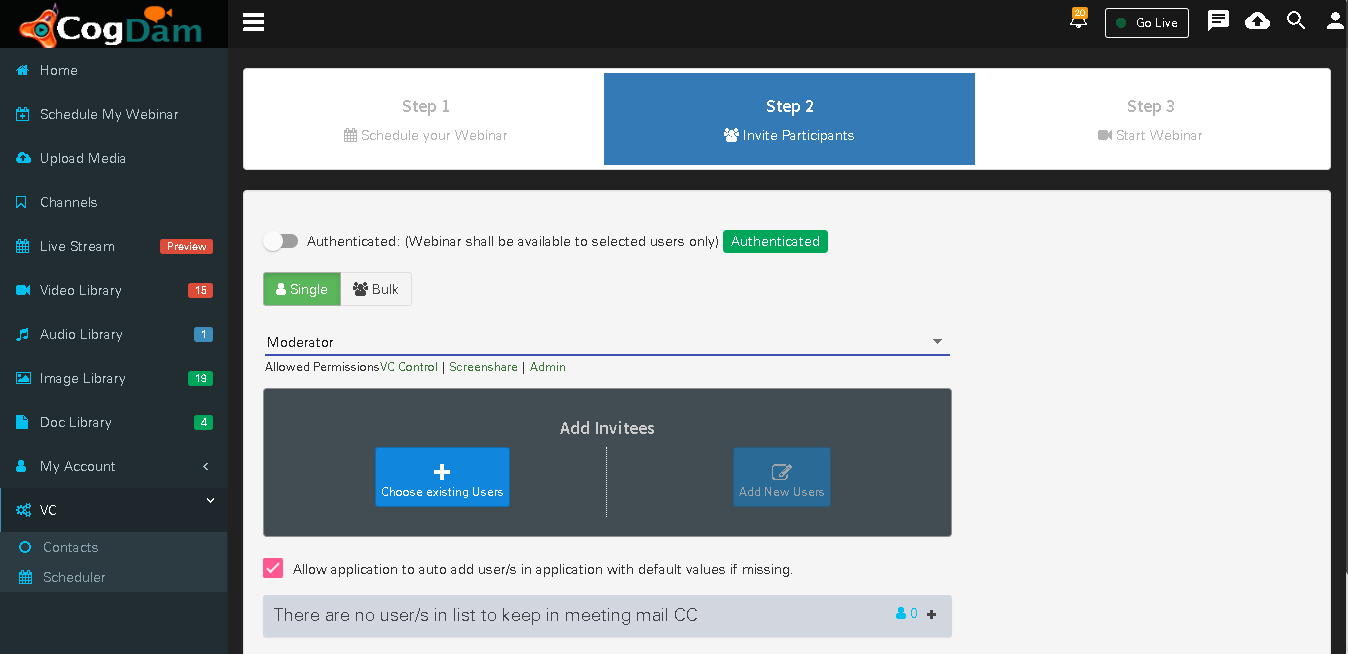 CogDam
20
Go Live
Home
Schedule My Webinar
Upload Media
Channels
Live Stream Preview
Video Library 15
Audio Library 1
Image Library 19
Doc Library 4
My Account
VC
Contacts
Scheduler
Step 1
Schedule your Webinar
Step 2
Invite Participants
Step 3
Start Webinar
Authenticated: (Webinar shall be available to selected users only) Authenticated
Single Bulk
Moderator
Allowed PermissionsVC Control | Screenshare | Admin
Add Invitees
Choose existing Users
Add New Users
Allow application to auto add user/s in application with default values if missing.
There are no user/s in list to keep in meeting mail CC 0